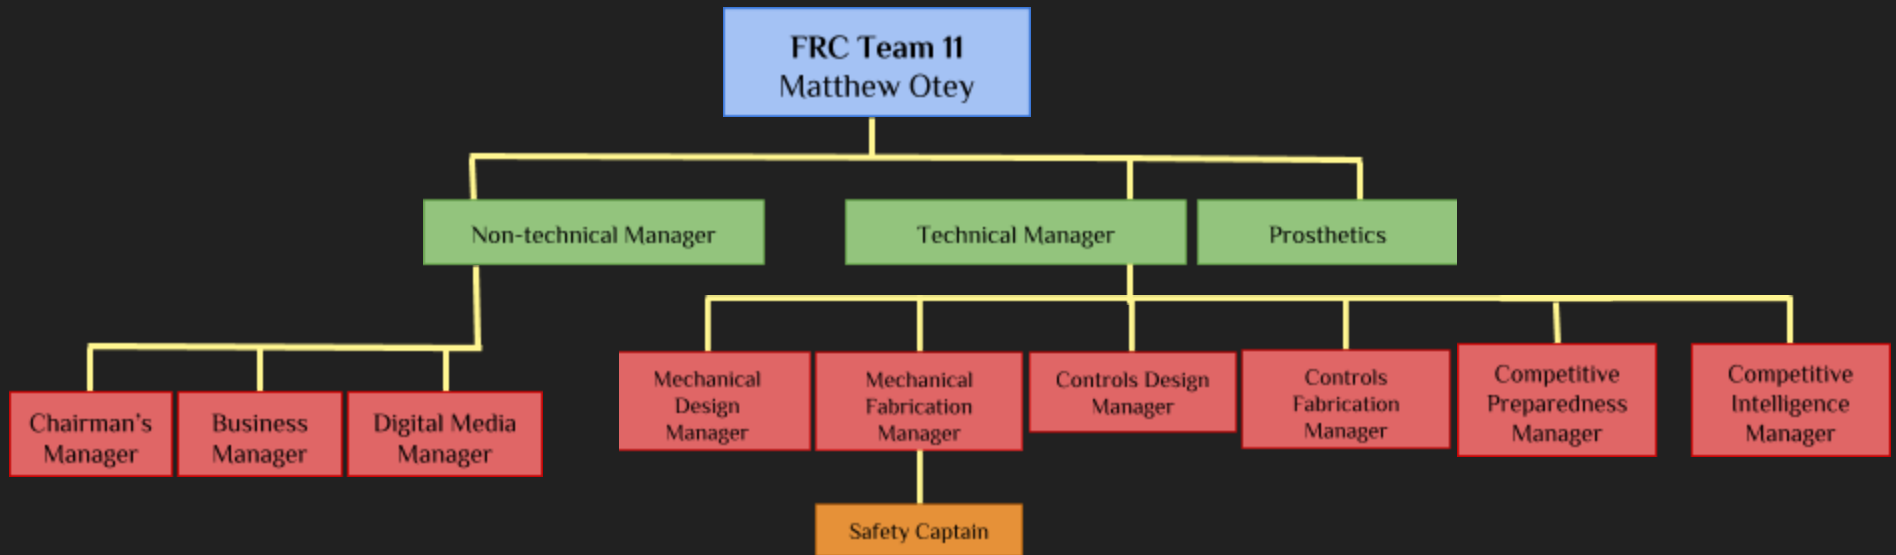 FRC Team 11
Matthew Otey
Non-technical Manager
Technical Manager
Prosthetics
Chairman's
Manager
Business
Manager
Digital Media
Manager
Mechanical
Design
Manager
Mechanical
Fabrication
Manager
Controls Design
Manager
Controls
Fabrication
Manager
Competitive
Preparedness
Manager
Competitive
Intelligence
Manager
Safety Captain